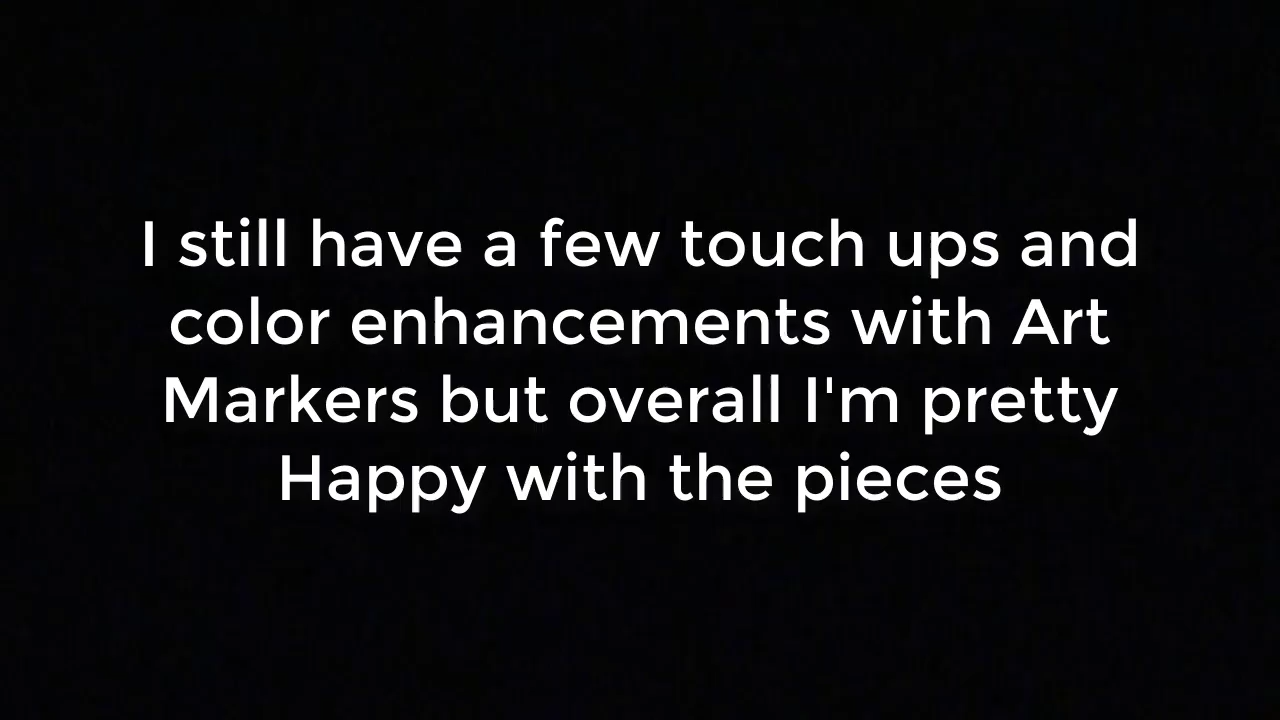 I still have a few touch ups and
color enhancements with Art
Markers but overall I'm pretty
Happy with the pieces